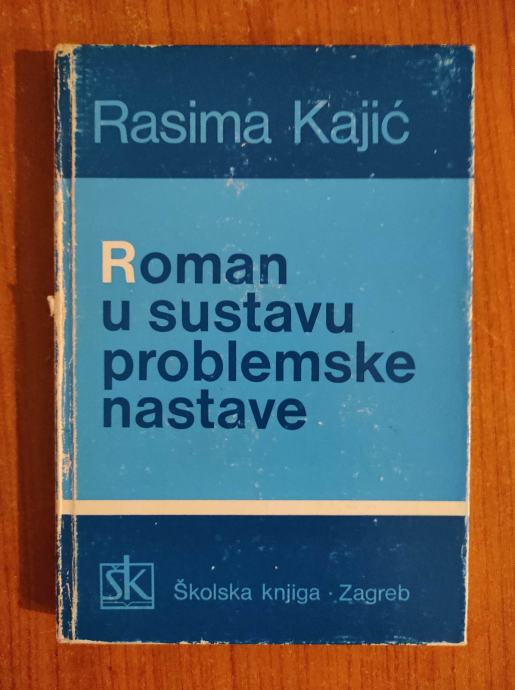 Rasima Kajić
Roman
u sustavu
problemske
nastave
šk
Školska knjiga · Zagreb